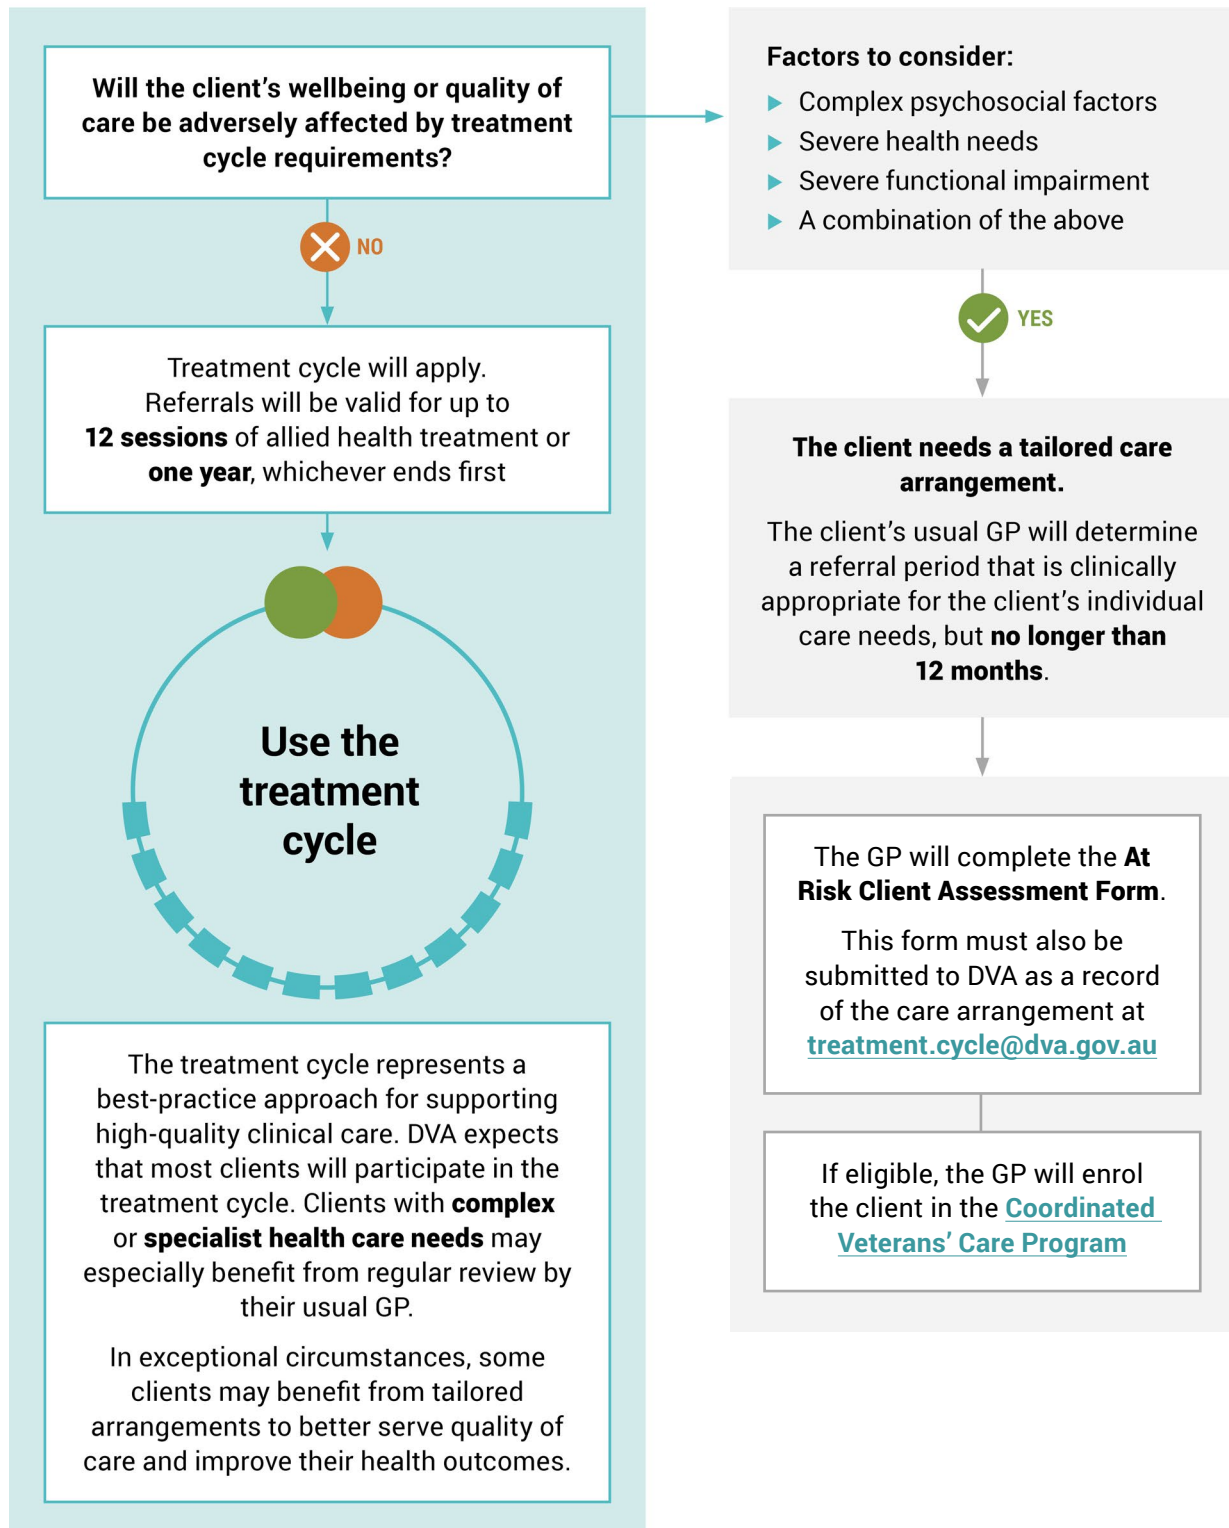 Will the client's wellbeing or quality of
care be adversely affected by treatment
cycle requirements?
NO
Treatment cycle will apply.
Referrals will be valid for up to
12 sessions of allied health treatment or
one year, whichever ends first
Use the
treatment
cycle
The treatment cycle represents a
best-practice approach for supporting
high-quality clinical care. DVA expects
that most clients will participate in the
treatment cycle. Clients with complex
or specialist health care needs may
especially benefit from regular review by
their usual GP.
In exceptional circumstances, some
clients may benefit from tailored
arrangements to better serve quality of
care and improve their health outcomes.
Factors to consider:
Complex psychosocial factors
Severe health needs
Severe functional impairment
A combination of the above
YES
The client needs a tailored care
arrangement.
The client's usual GP will determine
a referral period that is clinically
appropriate for the client's individual
care needs, but no longer than
12 months.
The GP will complete the At
Risk Client Assessment Form.
This form must also be
submitted to DVA as a record
of the care arrangement at
treatment.cycle@dva.gov.au
If eligible, the GP will enrol
the client in the Coordinated
Veterans' Care Program